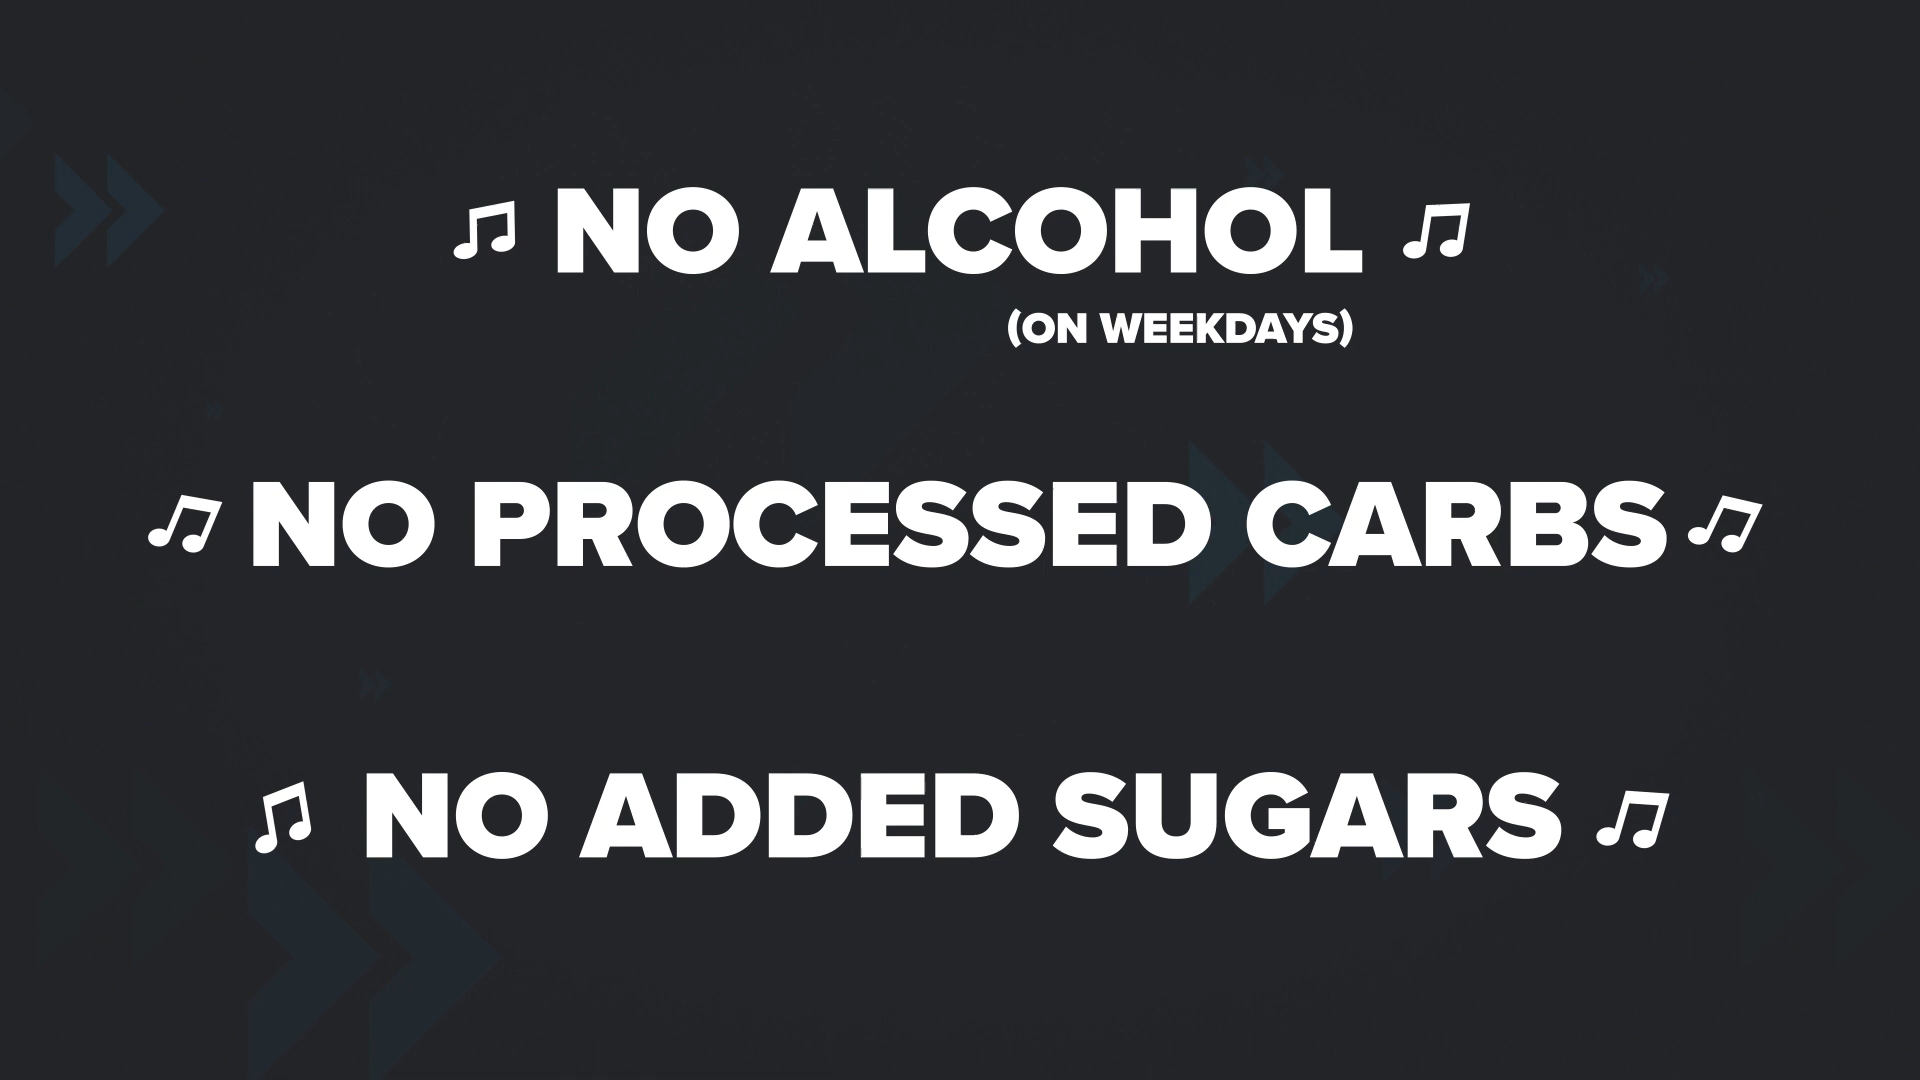 ♫ NO ALCOHOL ♫
(ON WEEKDAYS)
♫ NO PROCESSED CARBS ♫
♫ NO ADDED SUGARS ♫